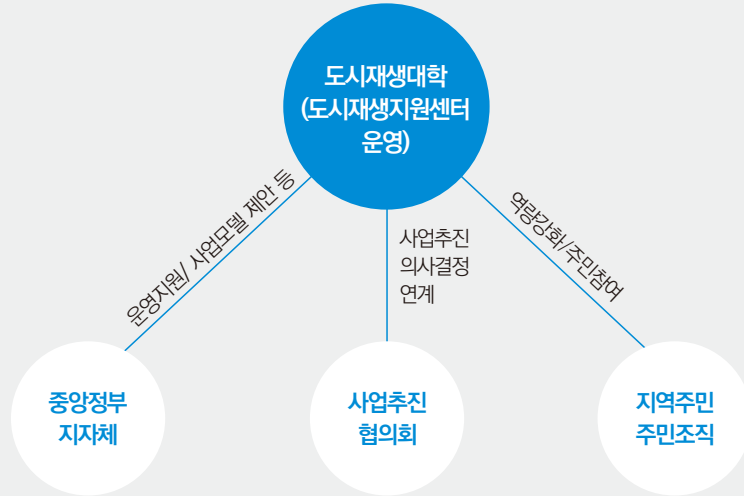 도시재생대학
(도시재생지원센터
운영)
운영지원/ 사업모델 제안 등
사업추진
의사결정
연계
역량강화/주민참여
중앙정부
지자체
사업추진
협의회
지역주민
주민조직